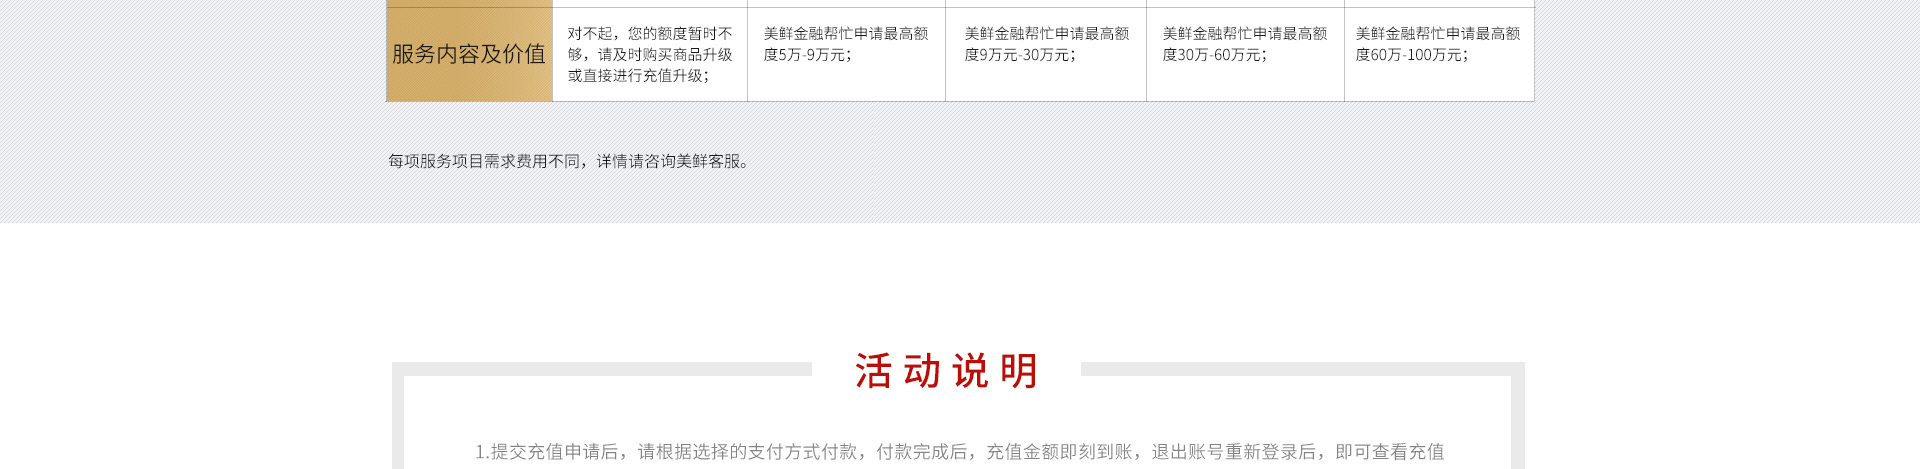 服务内容及价值
对不起，您的额度暂时不
够，请及时购买商品升级
或直接进行充值升级；
美鲜金融帮忙申请最高额
度5万-9万元；
美鲜金融帮忙申请最高额
度9万元-30万元；
美鲜金融帮忙申请最高额
度30万-60万元；
美鲜金融帮忙申请最高额
度60万-100万元；
每项服务项目需求费用不同，详情请咨询美鲜客服。
活动说明
1.提交充值申请后，请根据选择的支付方式付款，付款完成后，充值金额即刻到账，退出账号重新登录后，即可查看充值